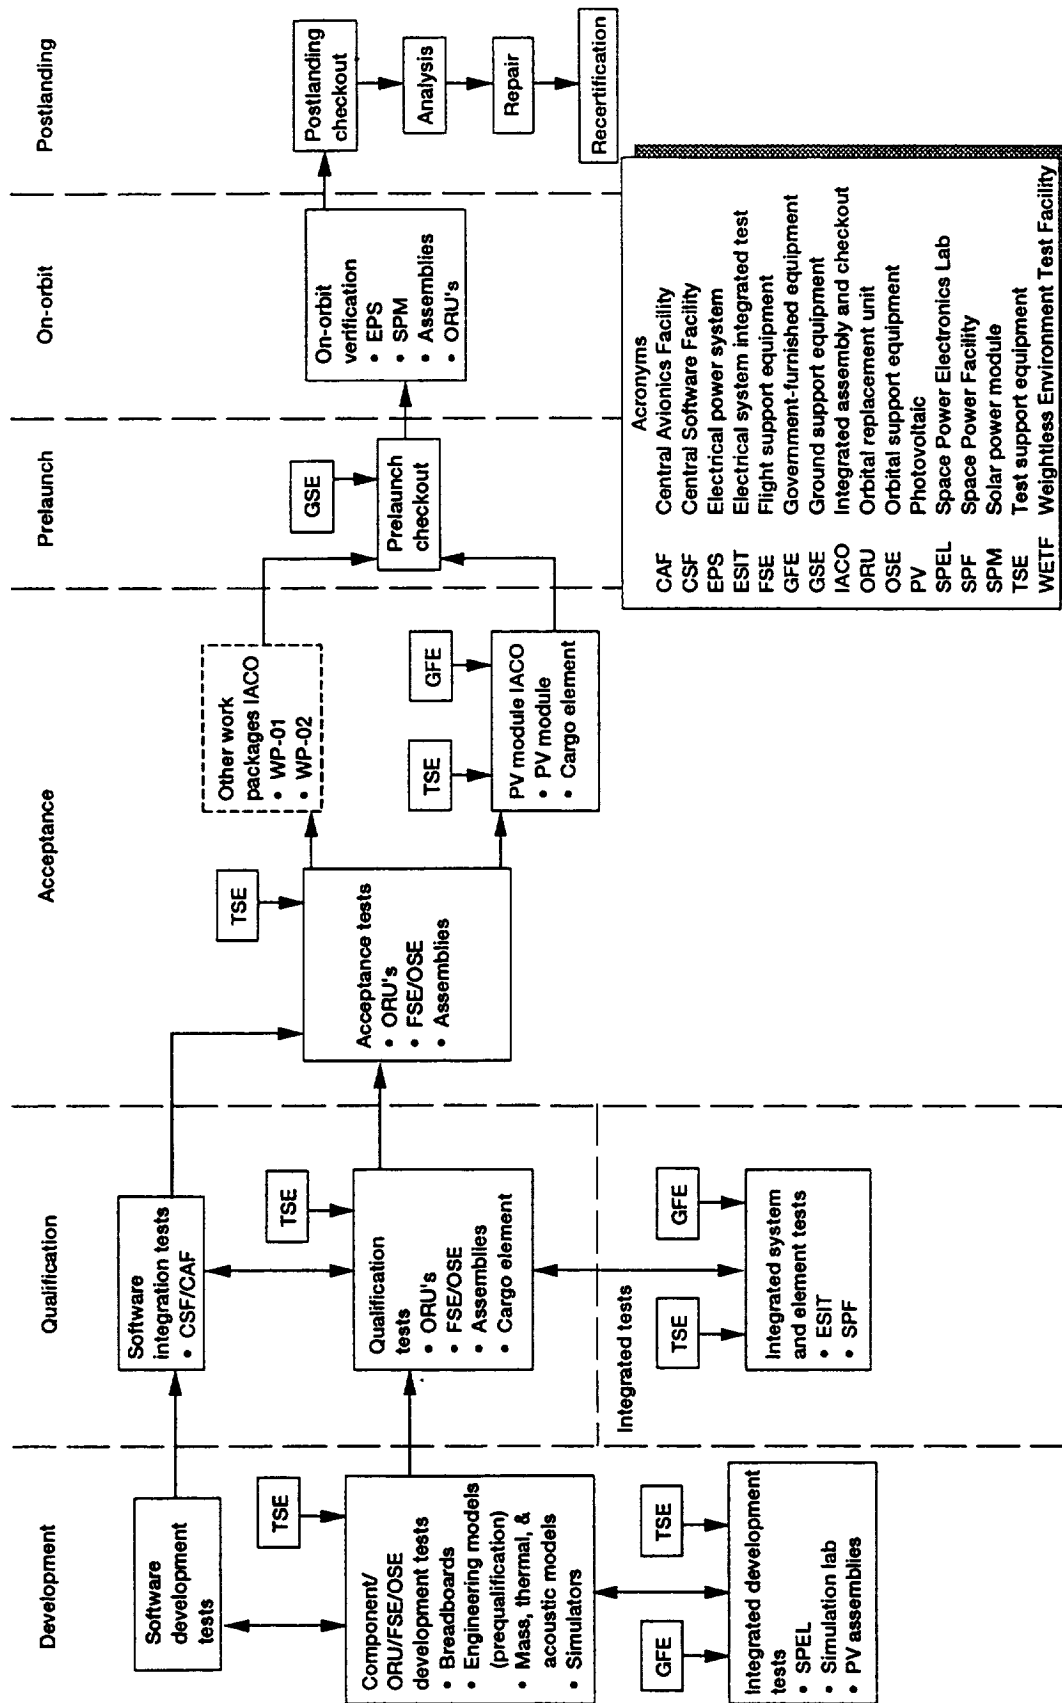 Development
Qualification
Acceptance
Prelaunch
On-orbit
Postlanding
Software
development
tests
TSE
Component/
ORU/FSE/OSE
development tests
• Breadboards
• Engineering models
(prequalification)
• Mass, thermal, &
acoustic models
• Simulators
GFE
TSE
Integrated development
tests
• SPEL
• Simulation lab
• PV assemblies
Software
integration tests
• CSF/CAF
TSE
Qualification
tests
• ORU's
• FSE/OSE
• Assemblies
• Cargo element
Integrated tests
TSE
GFE
Integrated system
and element tests
• ESIT
• SPF
TSE
Acceptance tests
• ORU's
• FSE/OSE
• Assemblies
Other work
packages IACO
• WP-01
• WP-02
TSE
GFE
PV module IACO
• PV module
• Cargo element
GSE
Prelaunch
checkout
On-orbit
verification
• EPS
• SPM
• Assemblies
• ORU's
Postlanding
checkout
Analysis
Repair
Recertification
Acronyms
CAF Central Avionics Facility
CSF Central Software Facility
EPS Electrical power system
ESIT Electrical system integrated test
FSE Flight support equipment
GFE Government-furnished equipment
GSE Ground support equipment
IACO Integrated assembly and checkout
ORU Orbital replacement unit
OSE Orbital support equipment
PV Photovoltaic
SPEL Space Power Electronics Lab
SPF Space Power Facility
SPM Solar power module
TSE Test support equipment
WETF Weightless Environment Test Facility